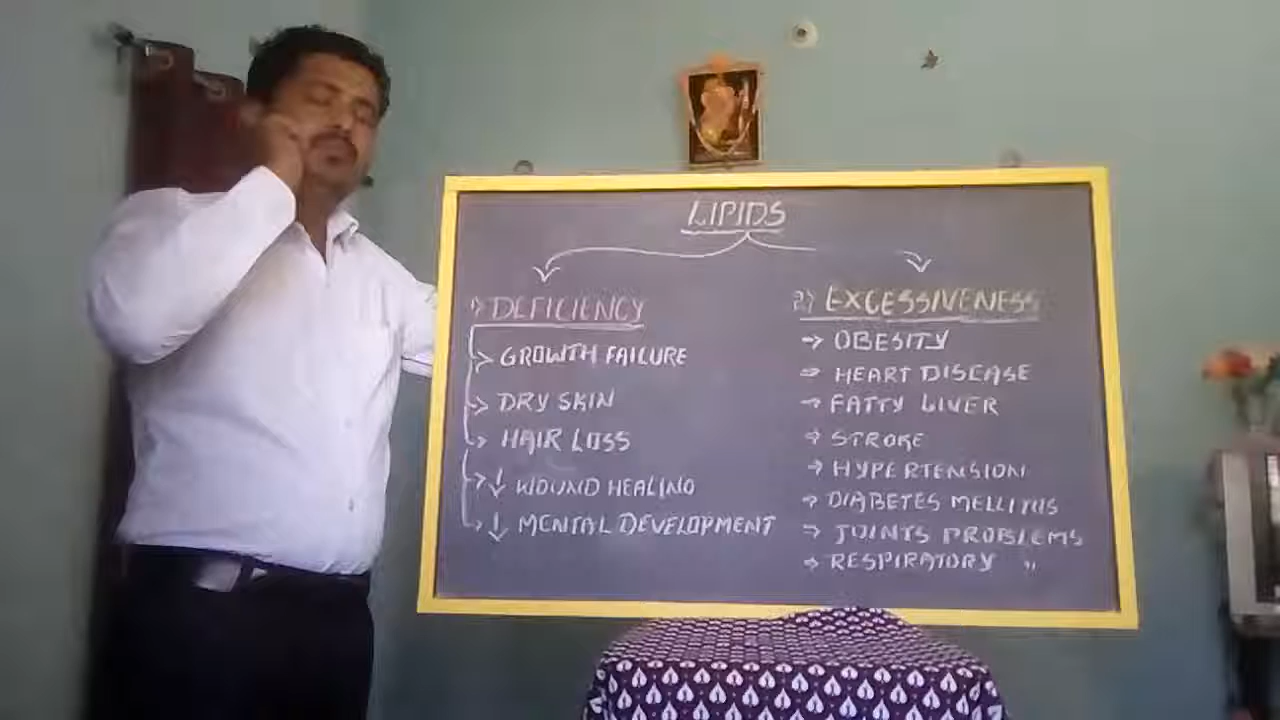 LIPIDS
1) DEFICIENCY
→ GROWTH FAILURE
→ DRY SKIN
→ HAIR LOSS
→ ↓ WOUND HEALING
→ ↓ MENTAL DEVELOPMENT
2) EXCESSIVENESS
→ OBESITY
→ HEART DISEASE
→ FATTY LIVER
→ STROKE
→ HYPERTENSION
→ DIABETES MELLITUS
→ JOINTS PROBLEMS
→ RESPIRATORY "